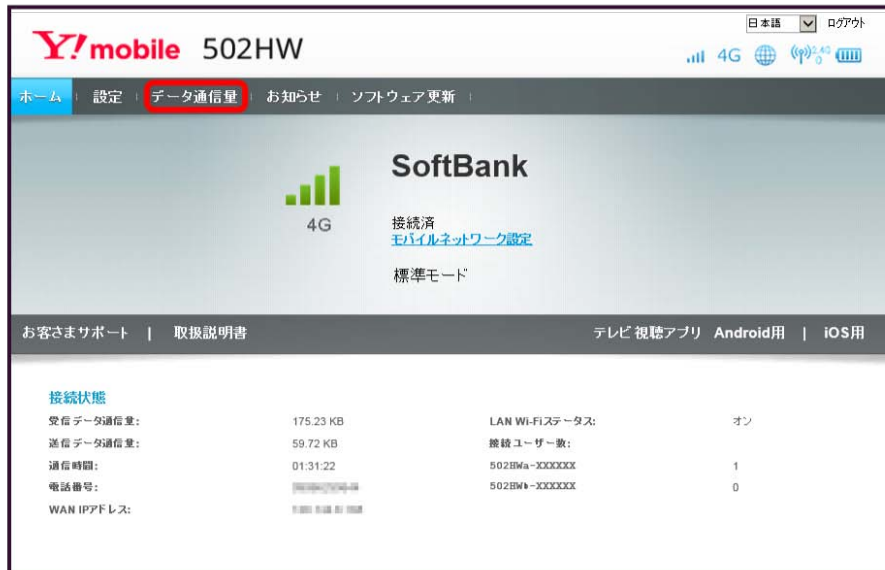 日本語 ログアウト
Y!mobile 502HW
4G 2.4G 0
ホーム 設定 データ通信量 お知らせ ソフトウェア更新
SoftBank
4G
接続済
モバイルネットワーク設定
標準モード
お客さまサポート | 取扱説明書 テレビ視聴アプリ Android用 | iOS用
接続状態
受信データ通信量: 175.23 KB LAN Wi-Fiステータス: オン
送信データ通信量: 59.72 KB 接続ユーザー数:
通信時間: 01:31:22 502HWa-XXXXXX 1
電話番号: 502HWb-XXXXXX 0
WAN IPアドレス: